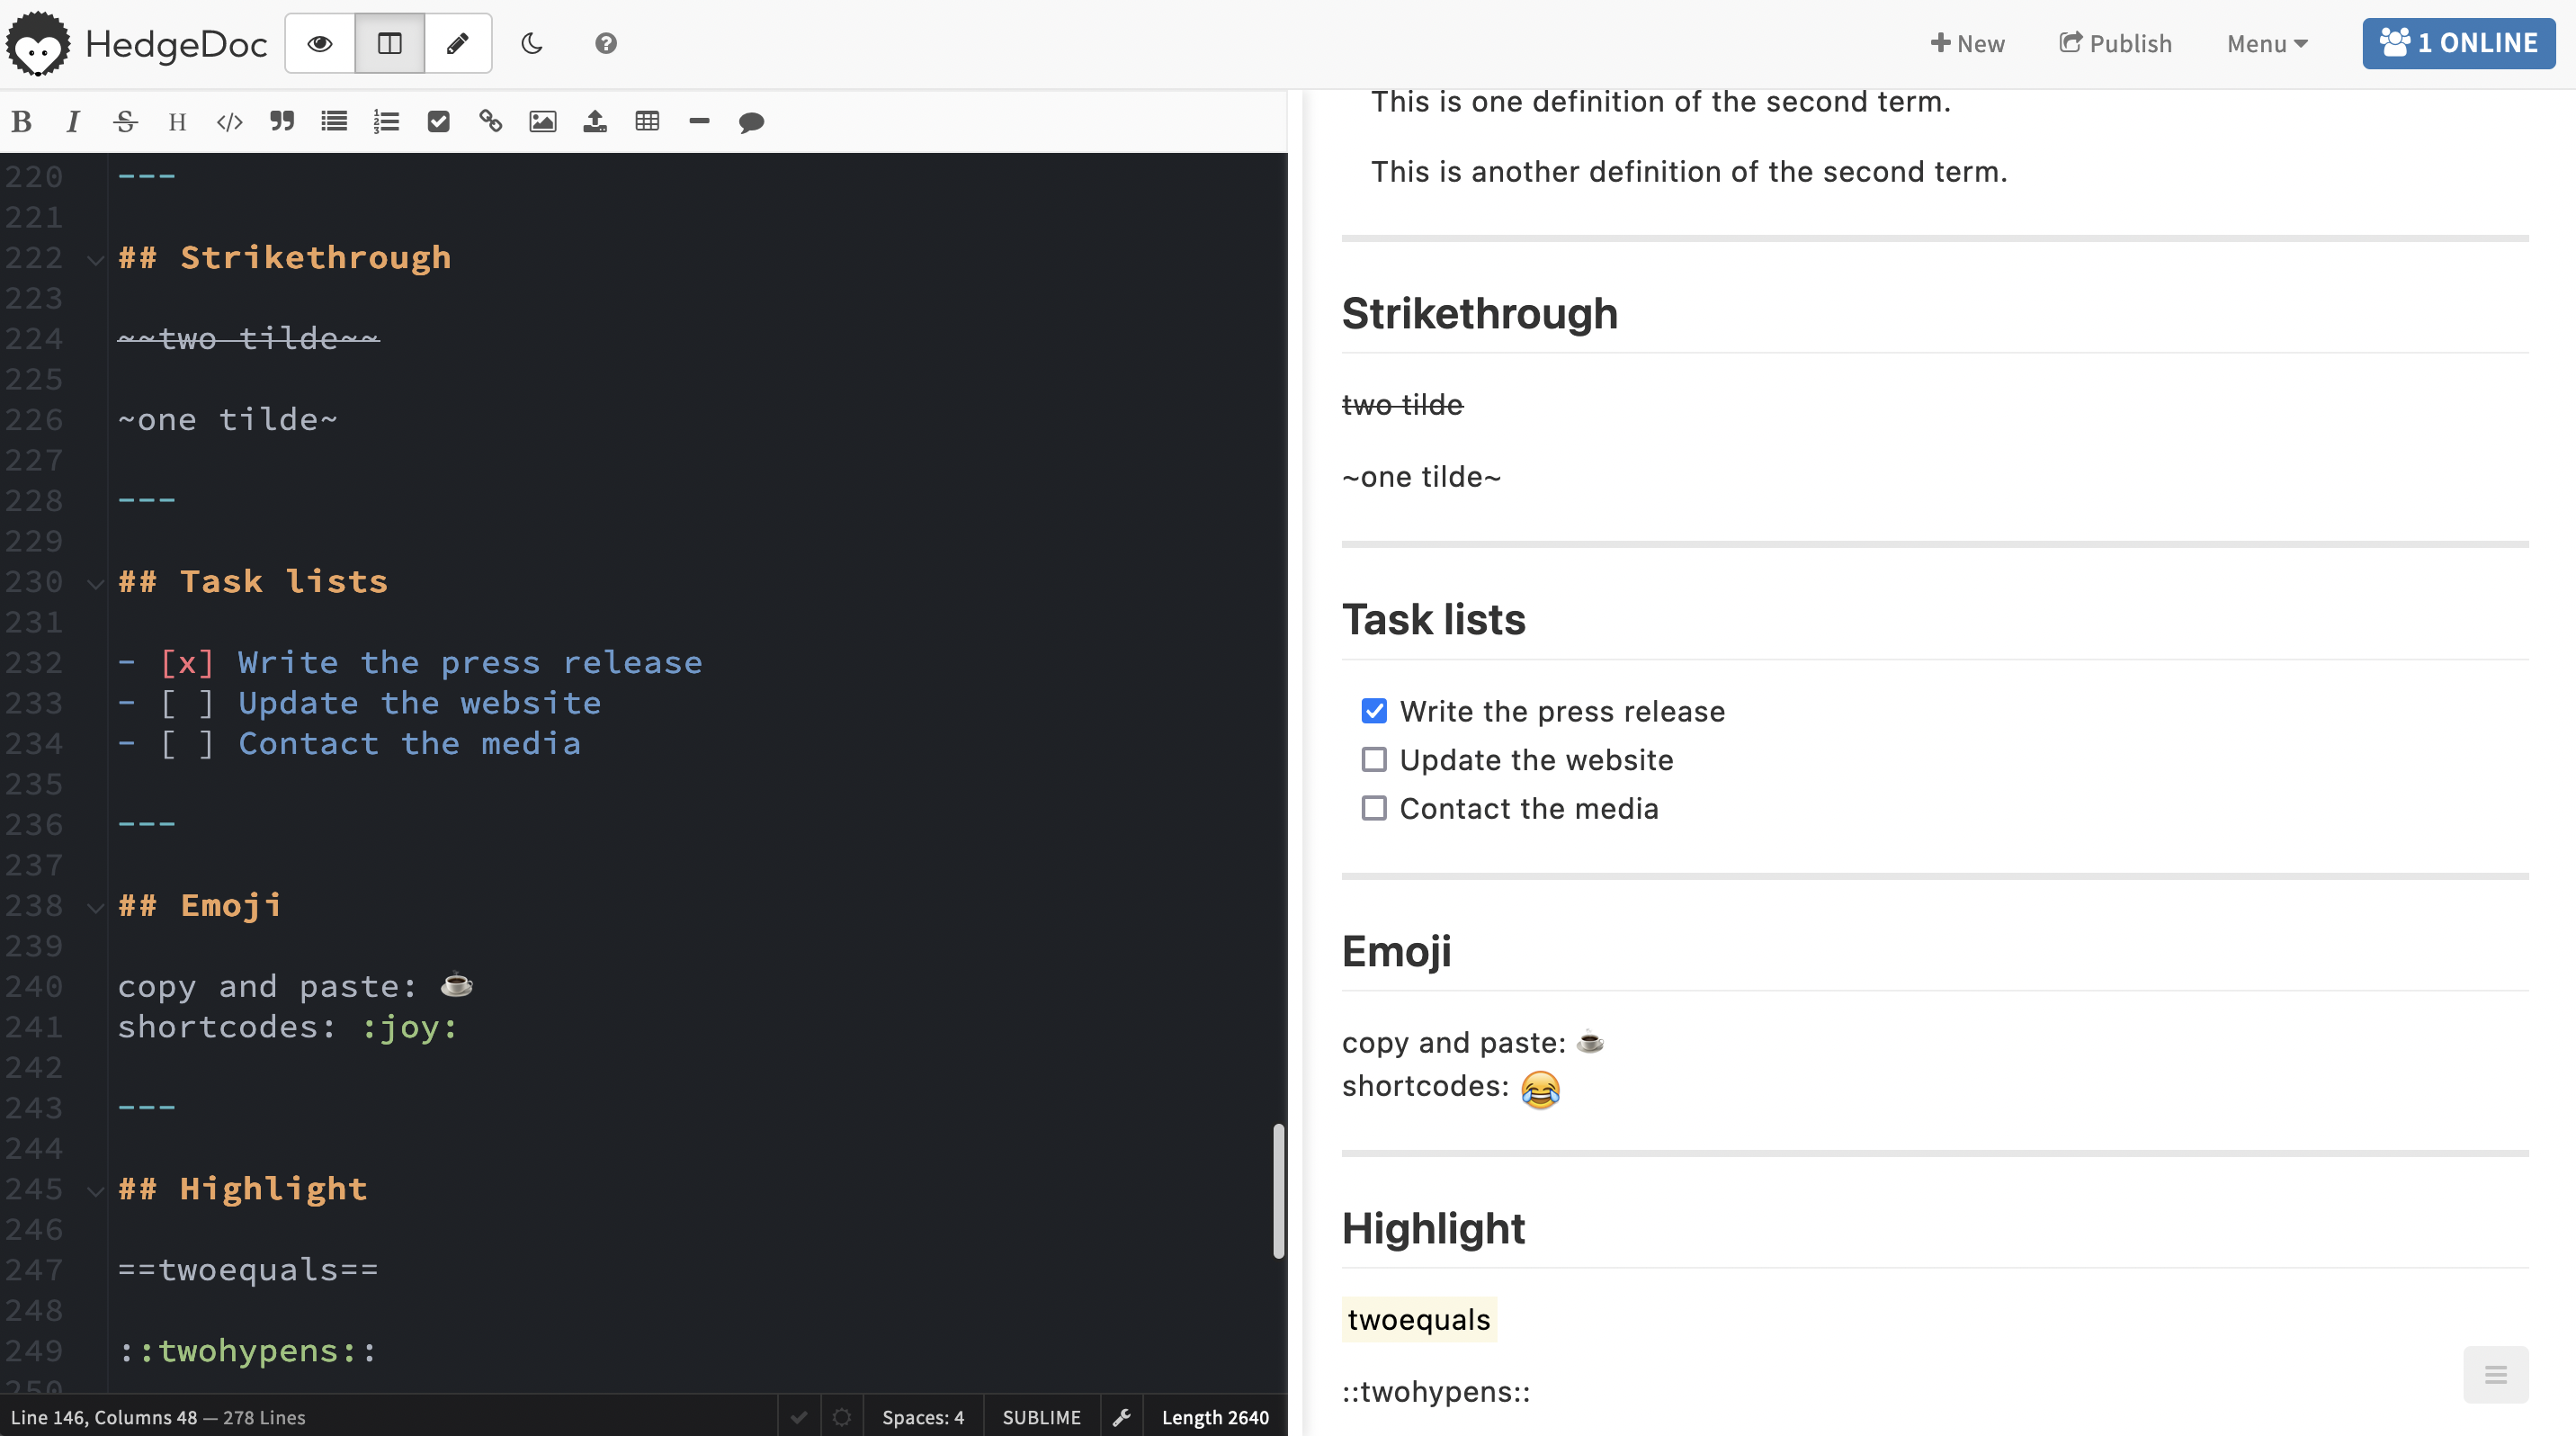 HedgeDoc
New
Publish
Menu
1 ONLINE
B I S H </>
220 ---
221
222 ## Strikethrough
223
224 ~~two tilde~~
225
226 ~one tilde~
227
228 ---
229
230 ## Task lists
231
232 - [x] Write the press release
233 - [ ] Update the website
234 - [ ] Contact the media
235
236 ---
237
238 ## Emoji
239
240 copy and paste: ☕
241 shortcodes: :joy:
242
243 ---
244
245 ## Highlight
246
247 ==twoequals==
248
249 ::twohypens::
250
Line 146, Columns 48 — 278 Lines
Spaces: 4
SUBLIME
Length 2640
This is one definition of the second term.
This is another definition of the second term.
Strikethrough
two tilde
~one tilde~
Task lists
Write the press release
Update the website
Contact the media
Emoji
copy and paste: ☕
shortcodes: 😂
Highlight
twoequals
::twohypens::